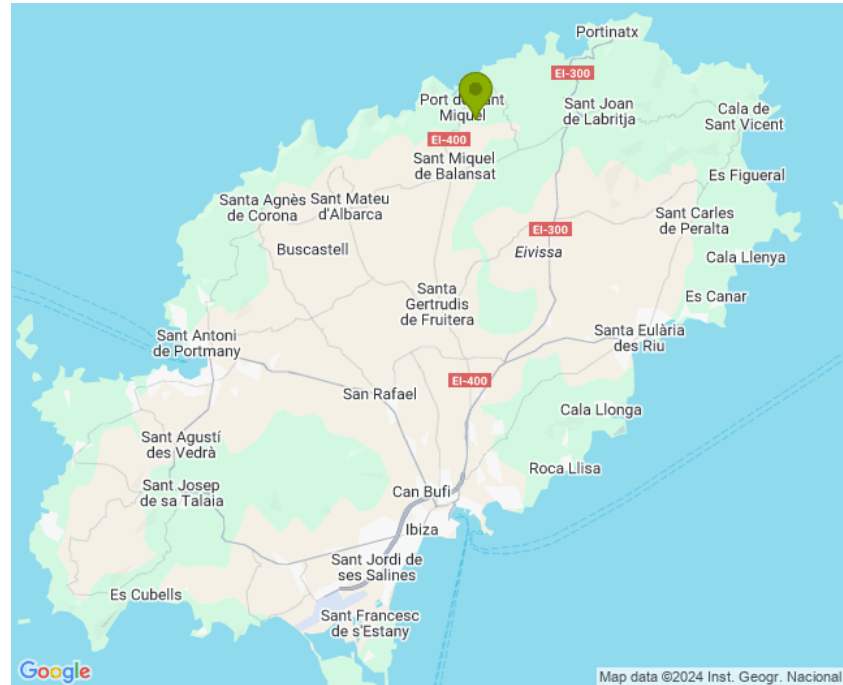 Portinatx
EI-300
Port de Sant
Miquel
Sant Joan
de Labritja
Cala de
Sant Vicent
EI-400
Sant Miquel
de Balansat
Es Figueral
Santa Agnès
de Corona
Sant Mateu
d'Albarca
Sant Carles
de Peralta
EI-300
Buscastell
Eivissa
Cala Llenya
Santa
Gertrudis
de Fruitera
Es Canar
Sant Antoni
de Portmany
Santa Eulària
des Riu
EI-400
San Rafael
Cala Llonga
Sant Agustí
des Vedrà
Roca Llisa
Sant Josep
de sa Talaia
Can Bufi
Ibiza
Sant Jordi de
ses Salines
Es Cubells
Sant Francesc
de s'Estany
Google
Map data ©2024 Inst. Geogr. Nacional